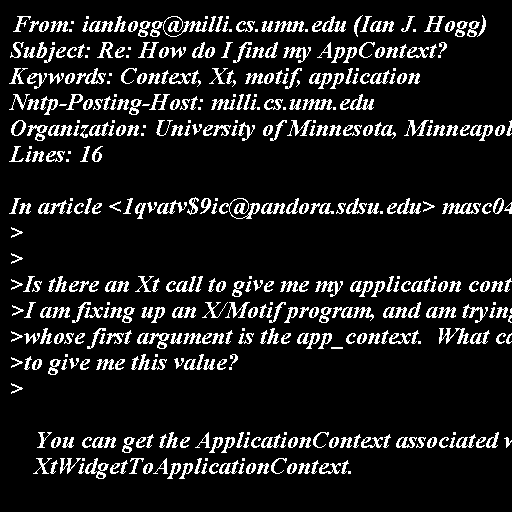 From: ianhogg@milli.cs.umn.edu (Ian J. Hogg)
Subject: Re: How do I find my AppContext?
Keywords: Context, Xt, motif, application
Nntp-Posting-Host: milli.cs.umn.edu
Organization: University of Minnesota, Minneapol
Lines: 16

In article <1qvatv$9ic@pandora.sdsu.edu> masc04
>
>
>Is there an Xt call to give me my application cont
>I am fixing up an X/Motif program, and am trying
>whose first argument is the app_context.  What ca
>to give me this value?
>

You can get the ApplicationContext associated w
XtWidgetToApplicationContext.